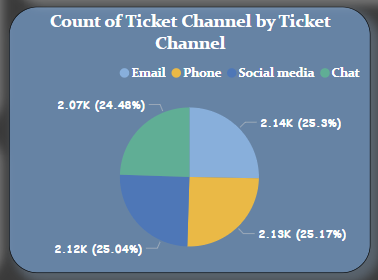 Count of Ticket Channel by Ticket
Channel
Email Phone Social media Chat
2.07K (24.48%)
2.14K (25.3%)
2.12K (25.04%)
2.13K (25.17%)